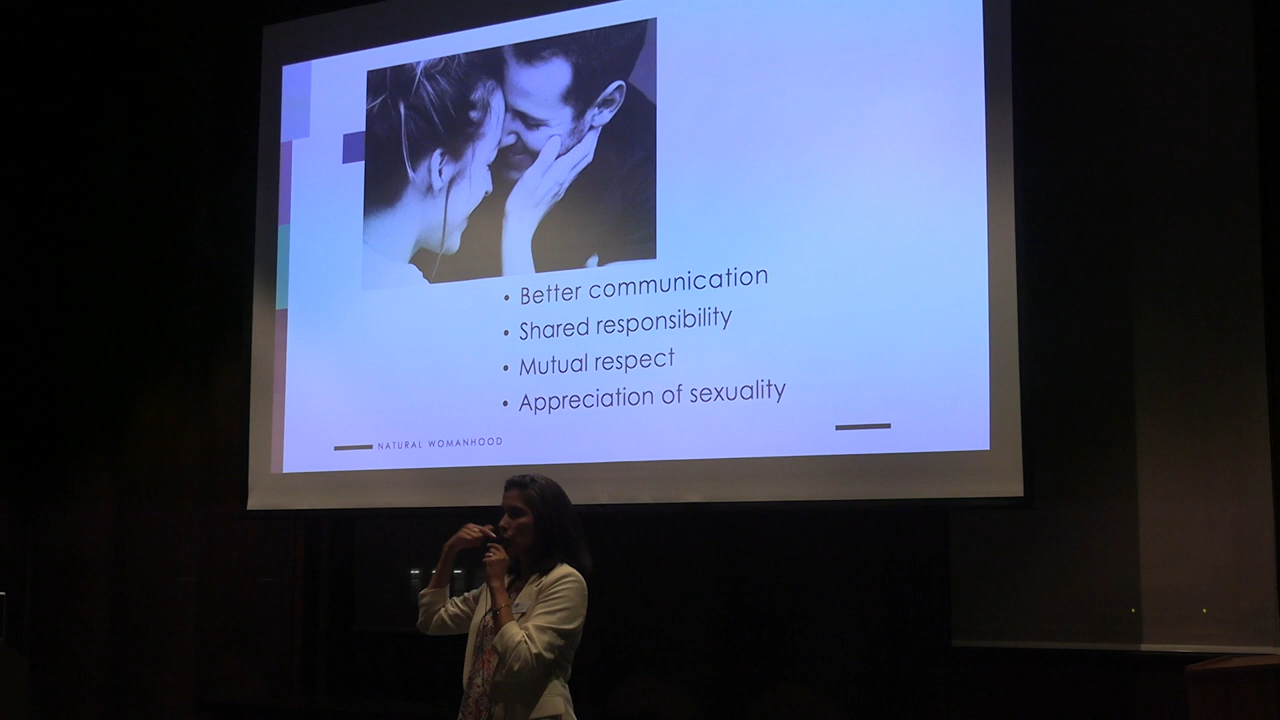 • Better communication
• Shared responsibility
• Mutual respect
• Appreciation of sexuality
NATURAL WOMANHOOD